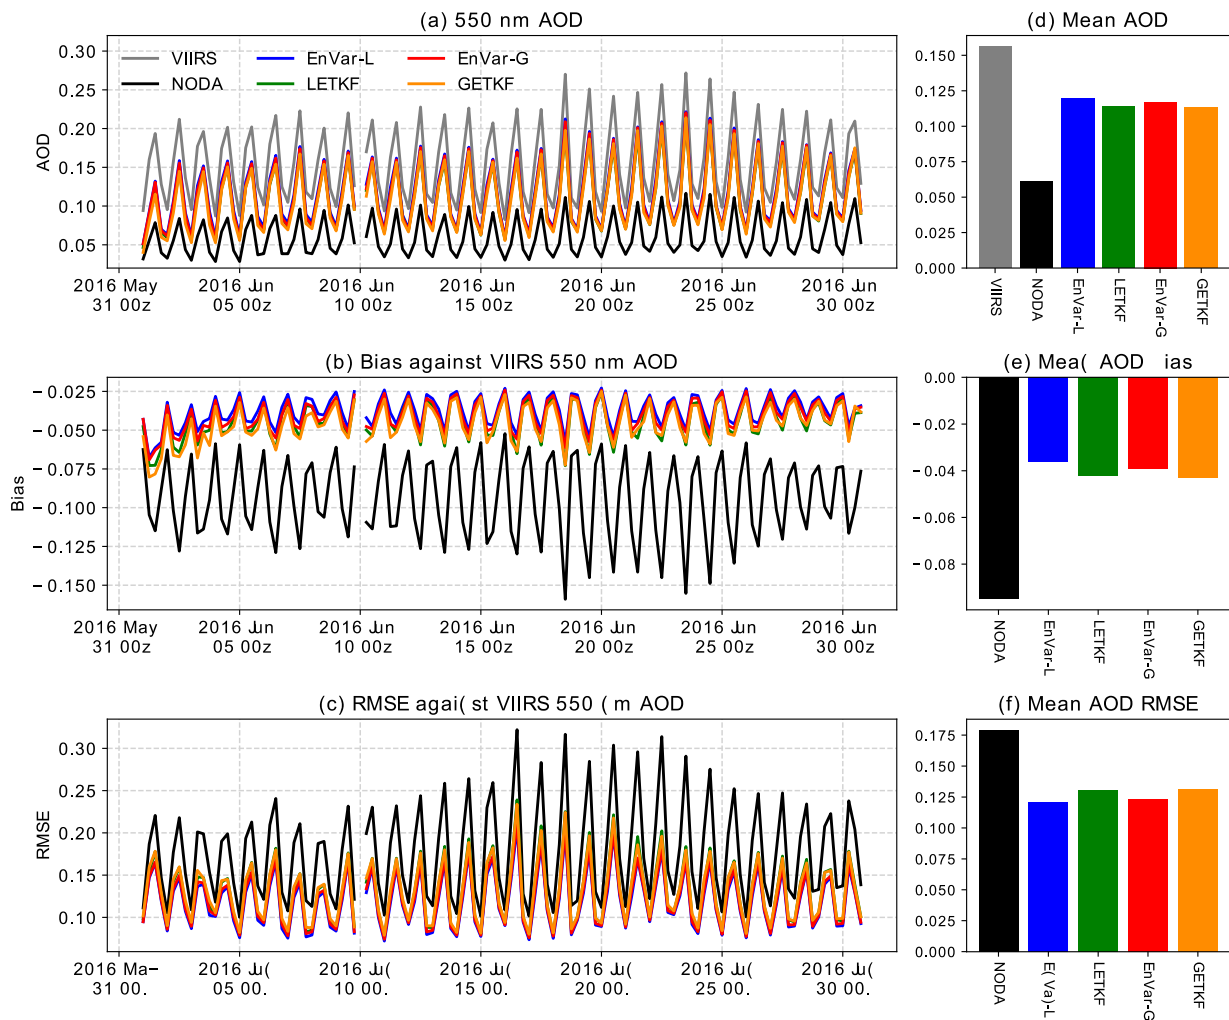 (a) 550 nm AOD
0.30
0.25
0.20
0.15
0.10
0.05
AOD
VIIRS
NODA
EnVar-L
LETKF
EnVar-G
GETKF
2016 May
31 00z
2016 Jun
05 00z
2016 Jun
10 00z
2016 Jun
15 00z
2016 Jun
20 00z
2016 Jun
25 00z
2016 Jun
30 00z
(d) Mean AOD
0.150
0.125
0.100
0.075
0.050
0.025
0.000
VIIRS
NODA
EnVar-L
LETKF
EnVar-G
GETKF
(b) Bias against VIIRS 550 nm AOD
−0.025
−0.050
−0.075
−0.100
−0.125
−0.150
Bias
2016 May
31 00z
2016 Jun
05 00z
2016 Jun
10 00z
2016 Jun
15 00z
2016 Jun
20 00z
2016 Jun
25 00z
2016 Jun
30 00z
(e) Mea( AOD ias
0.00
−0.02
−0.04
−0.06
−0.08
NODA
EnVar-L
LETKF
EnVar-G
GETKF
(c) RMSE agai( st VIIRS 550 ( m AOD
0.30
0.25
0.20
0.15
0.10
RMSE
2016 Ma−
31 00.
2016 Ju(
05 00.
2016 Ju(
10 00.
2016 Ju(
15 00.
2016 Ju(
20 00.
2016 Ju(
25 00.
2016 Ju(
30 00.
(f) Mean AOD RMSE
0.175
0.150
0.125
0.100
0.075
0.050
0.025
0.000
NODA
E( Va)-L
LETKF
EnVar-G
GETKF